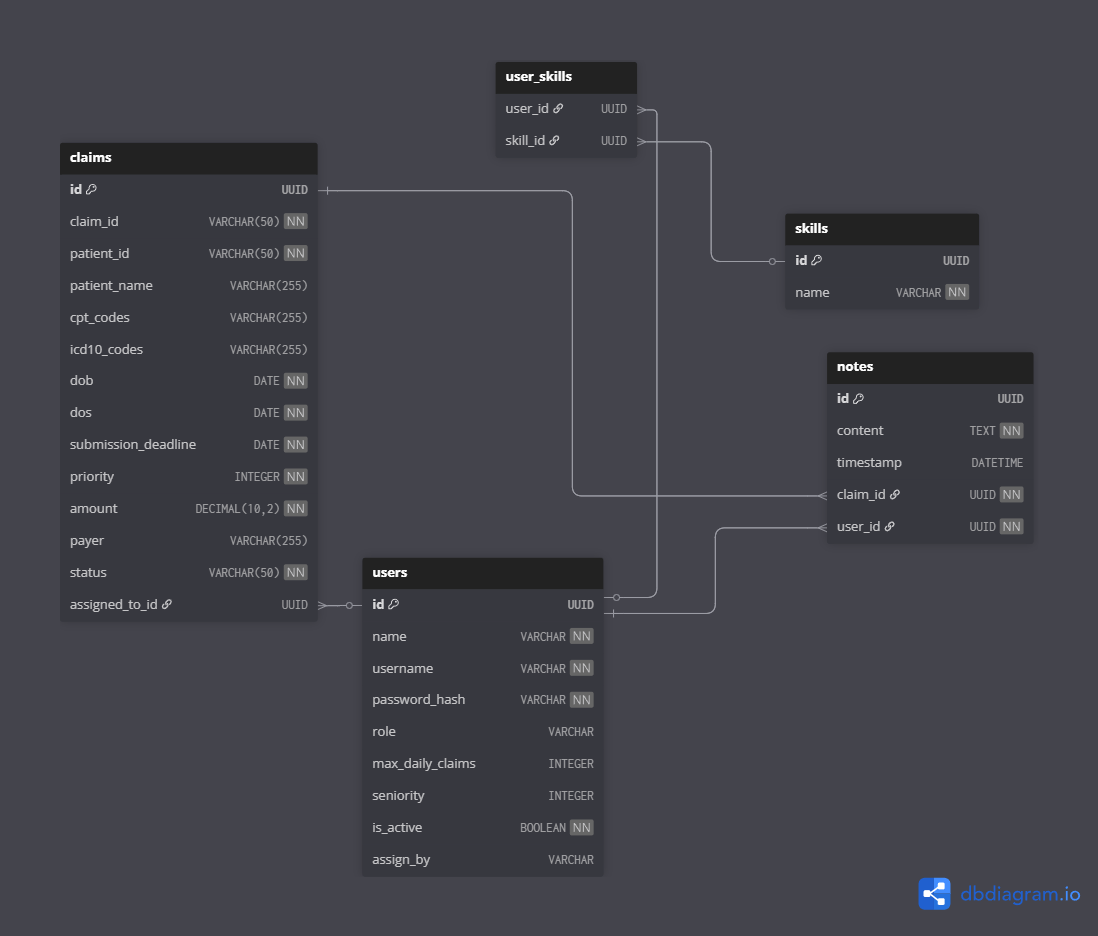 user_skills
user_id UUID
skill_id UUID
claims
id UUID
claim_id VARCHAR(50) NN
patient_id VARCHAR(50) NN
patient_name VARCHAR(255)
cpt_codes VARCHAR(255)
icd10_codes VARCHAR(255)
dob DATE NN
dos DATE NN
submission_deadline DATE NN
priority INTEGER NN
amount DECIMAL(10,2) NN
payer VARCHAR(255)
status VARCHAR(50) NN
assigned_to_id UUID
skills
id UUID
name VARCHAR NN
notes
id UUID
content TEXT NN
timestamp DATETIME
claim_id UUID NN
user_id UUID NN
users
id UUID
name VARCHAR NN
username VARCHAR NN
password_hash VARCHAR NN
role VARCHAR
max_daily_claims INTEGER
seniority INTEGER
is_active BOOLEAN NN
assign_by VARCHAR
dbdiagram.io